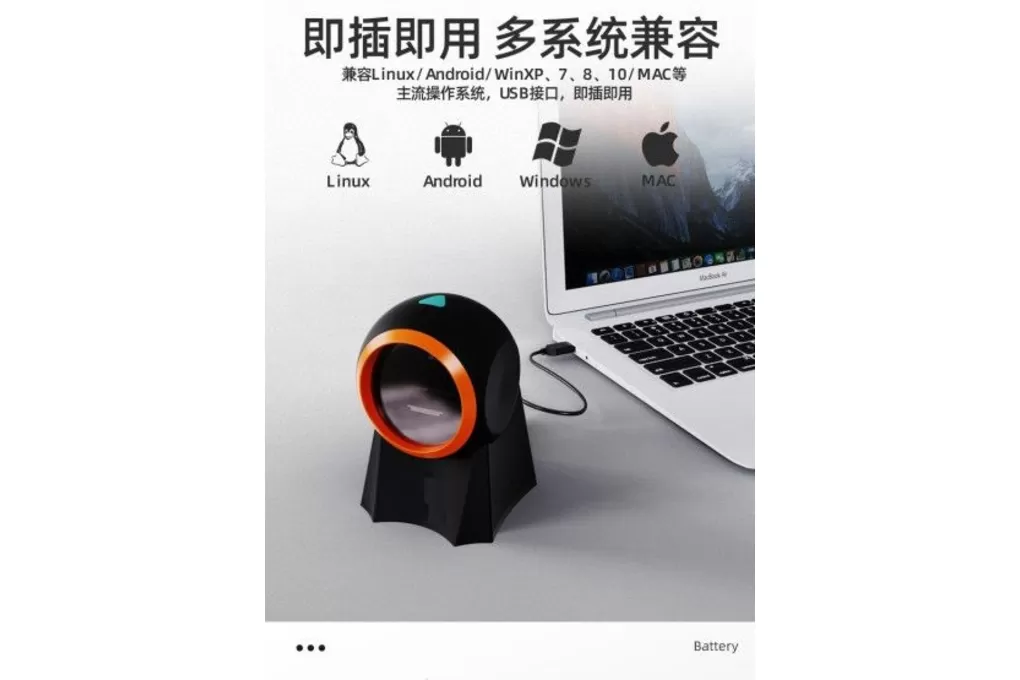 即插即用 多系统兼容
兼容Linux/Android/WinXP、7、8、10/MAC等
主流操作系统，USB接口，即插即用
Linux Android Windows MAC
MacBook Air
Battery